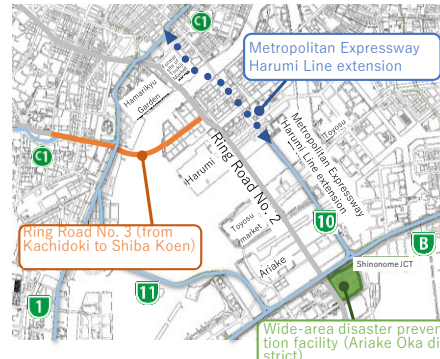 C1
Metropolitan Expressway
Harumi Line extension
Hamarikyu
Garden
Metropolitan Expressway
Harumi Line extension
Toyosu
C1
Harumi
Ring Road No. 2
Ring Road No. 3 (from
Kachidoki to Shiba Koen)
Toyosu
market
10
B
Ariake
Shinonome JCT
11
1
Wide-area disaster preven
tion facility (Ariake Oka di
strict)